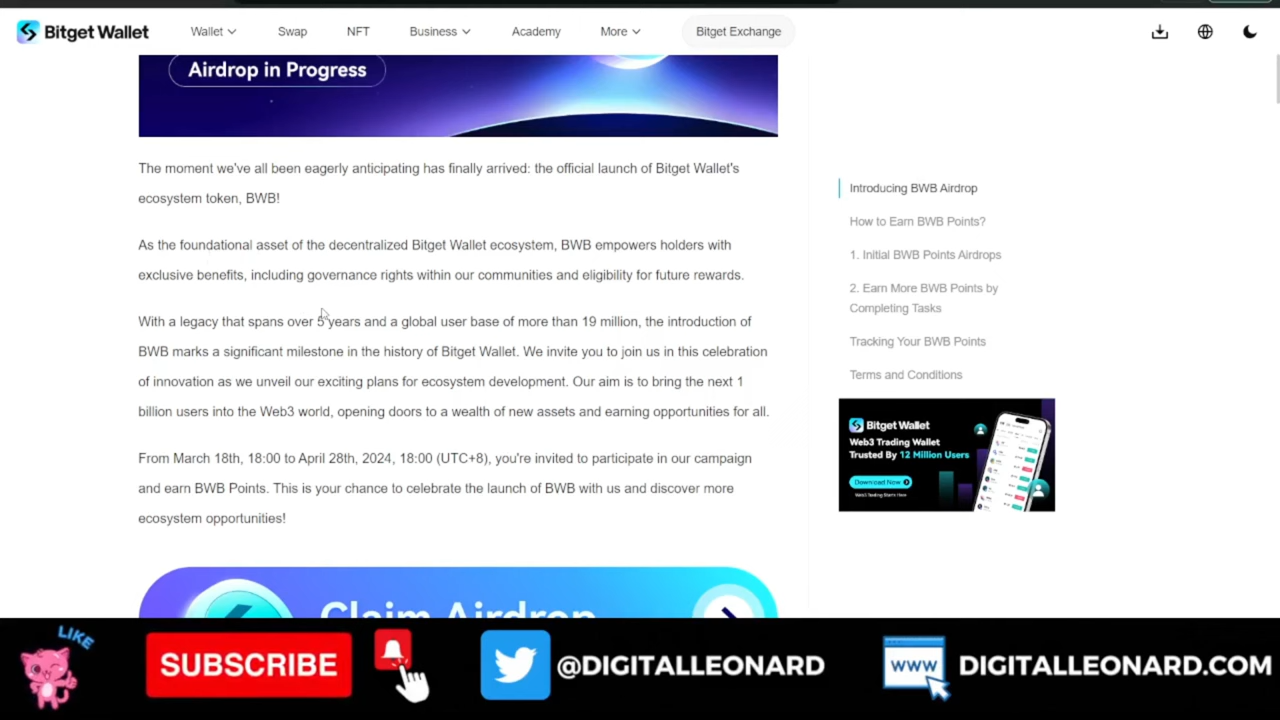 Bitget Wallet
Wallet
Swap
NFT
Business
Academy
More
Bitget Exchange
Airdrop in Progress
The moment we've all been eagerly anticipating has finally arrived: the official launch of Bitget Wallet's
ecosystem token, BWB!
As the foundational asset of the decentralized Bitget Wallet ecosystem, BWB empowers holders with
exclusive benefits, including governance rights within our communities and eligibility for future rewards.
With a legacy that spans over 5 years and a global user base of more than 19 million, the introduction of
BWB marks a significant milestone in the history of Bitget Wallet. We invite you to join us in this celebration
of innovation as we unveil our exciting plans for ecosystem development. Our aim is to bring the next 1
billion users into the Web3 world, opening doors to a wealth of new assets and earning opportunities for all.
From March 18th, 18:00 to April 28th, 2024, 18:00 (UTC+8), you're invited to participate in our campaign
and earn BWB Points. This is your chance to celebrate the launch of BWB with us and discover more
ecosystem opportunities!
Claim Airdrop
Introducing BWB Airdrop
How to Earn BWB Points?
1. Initial BWB Points Airdrops
2. Earn More BWB Points by
Completing Tasks
Tracking Your BWB Points
Terms and Conditions
Bitget Wallet
Web3 Trading Wallet
Trusted By 12 Million Users
Download Now
Web3 Trading Starts Here
LIKE
SUBSCRIBE
@DIGITALLEONARD
WWW
DIGITALLEONARD.COM